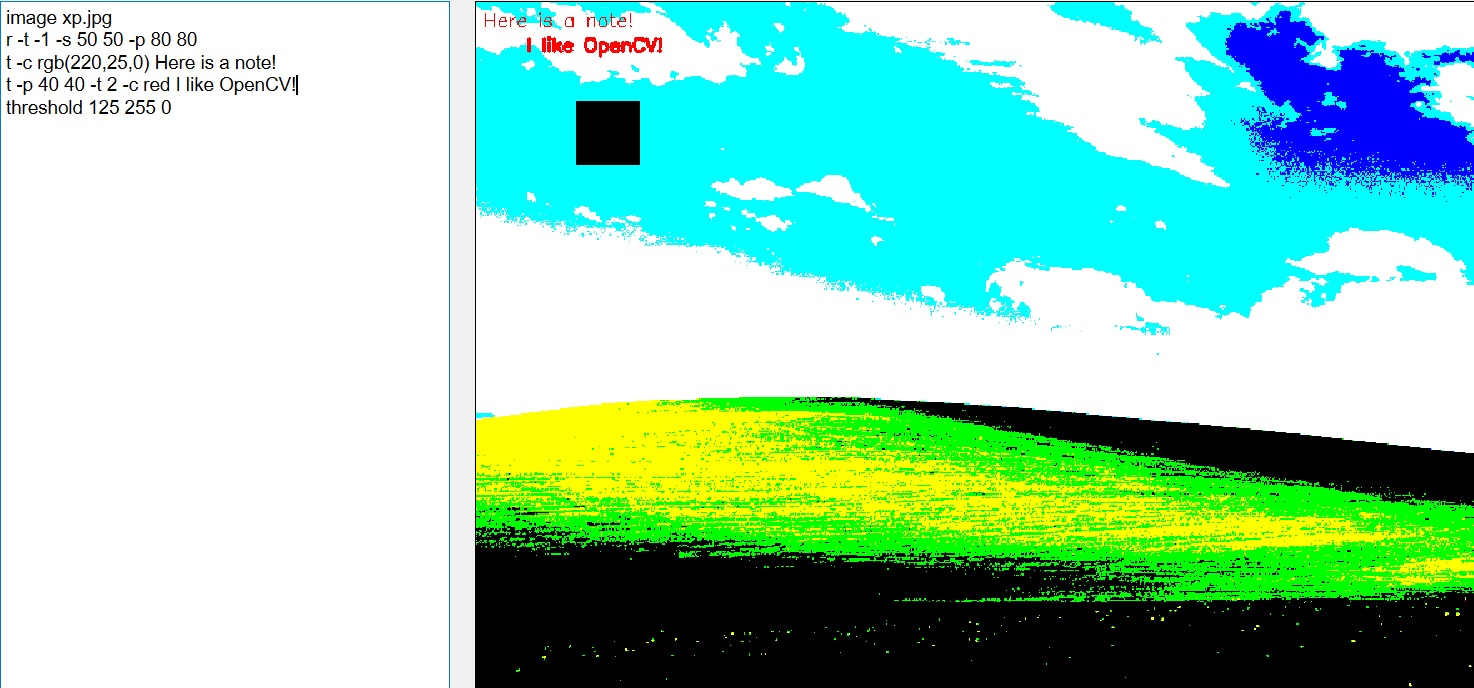 image xp.jpg
r -t -1 -s 50 50 -p 80 80
t -c rgb(220,25,0) Here is a note!
t -p 40 40 -t 2 -c red I like OpenCV!
threshold 125 255 0
Here is a note!
I like OpenCV!